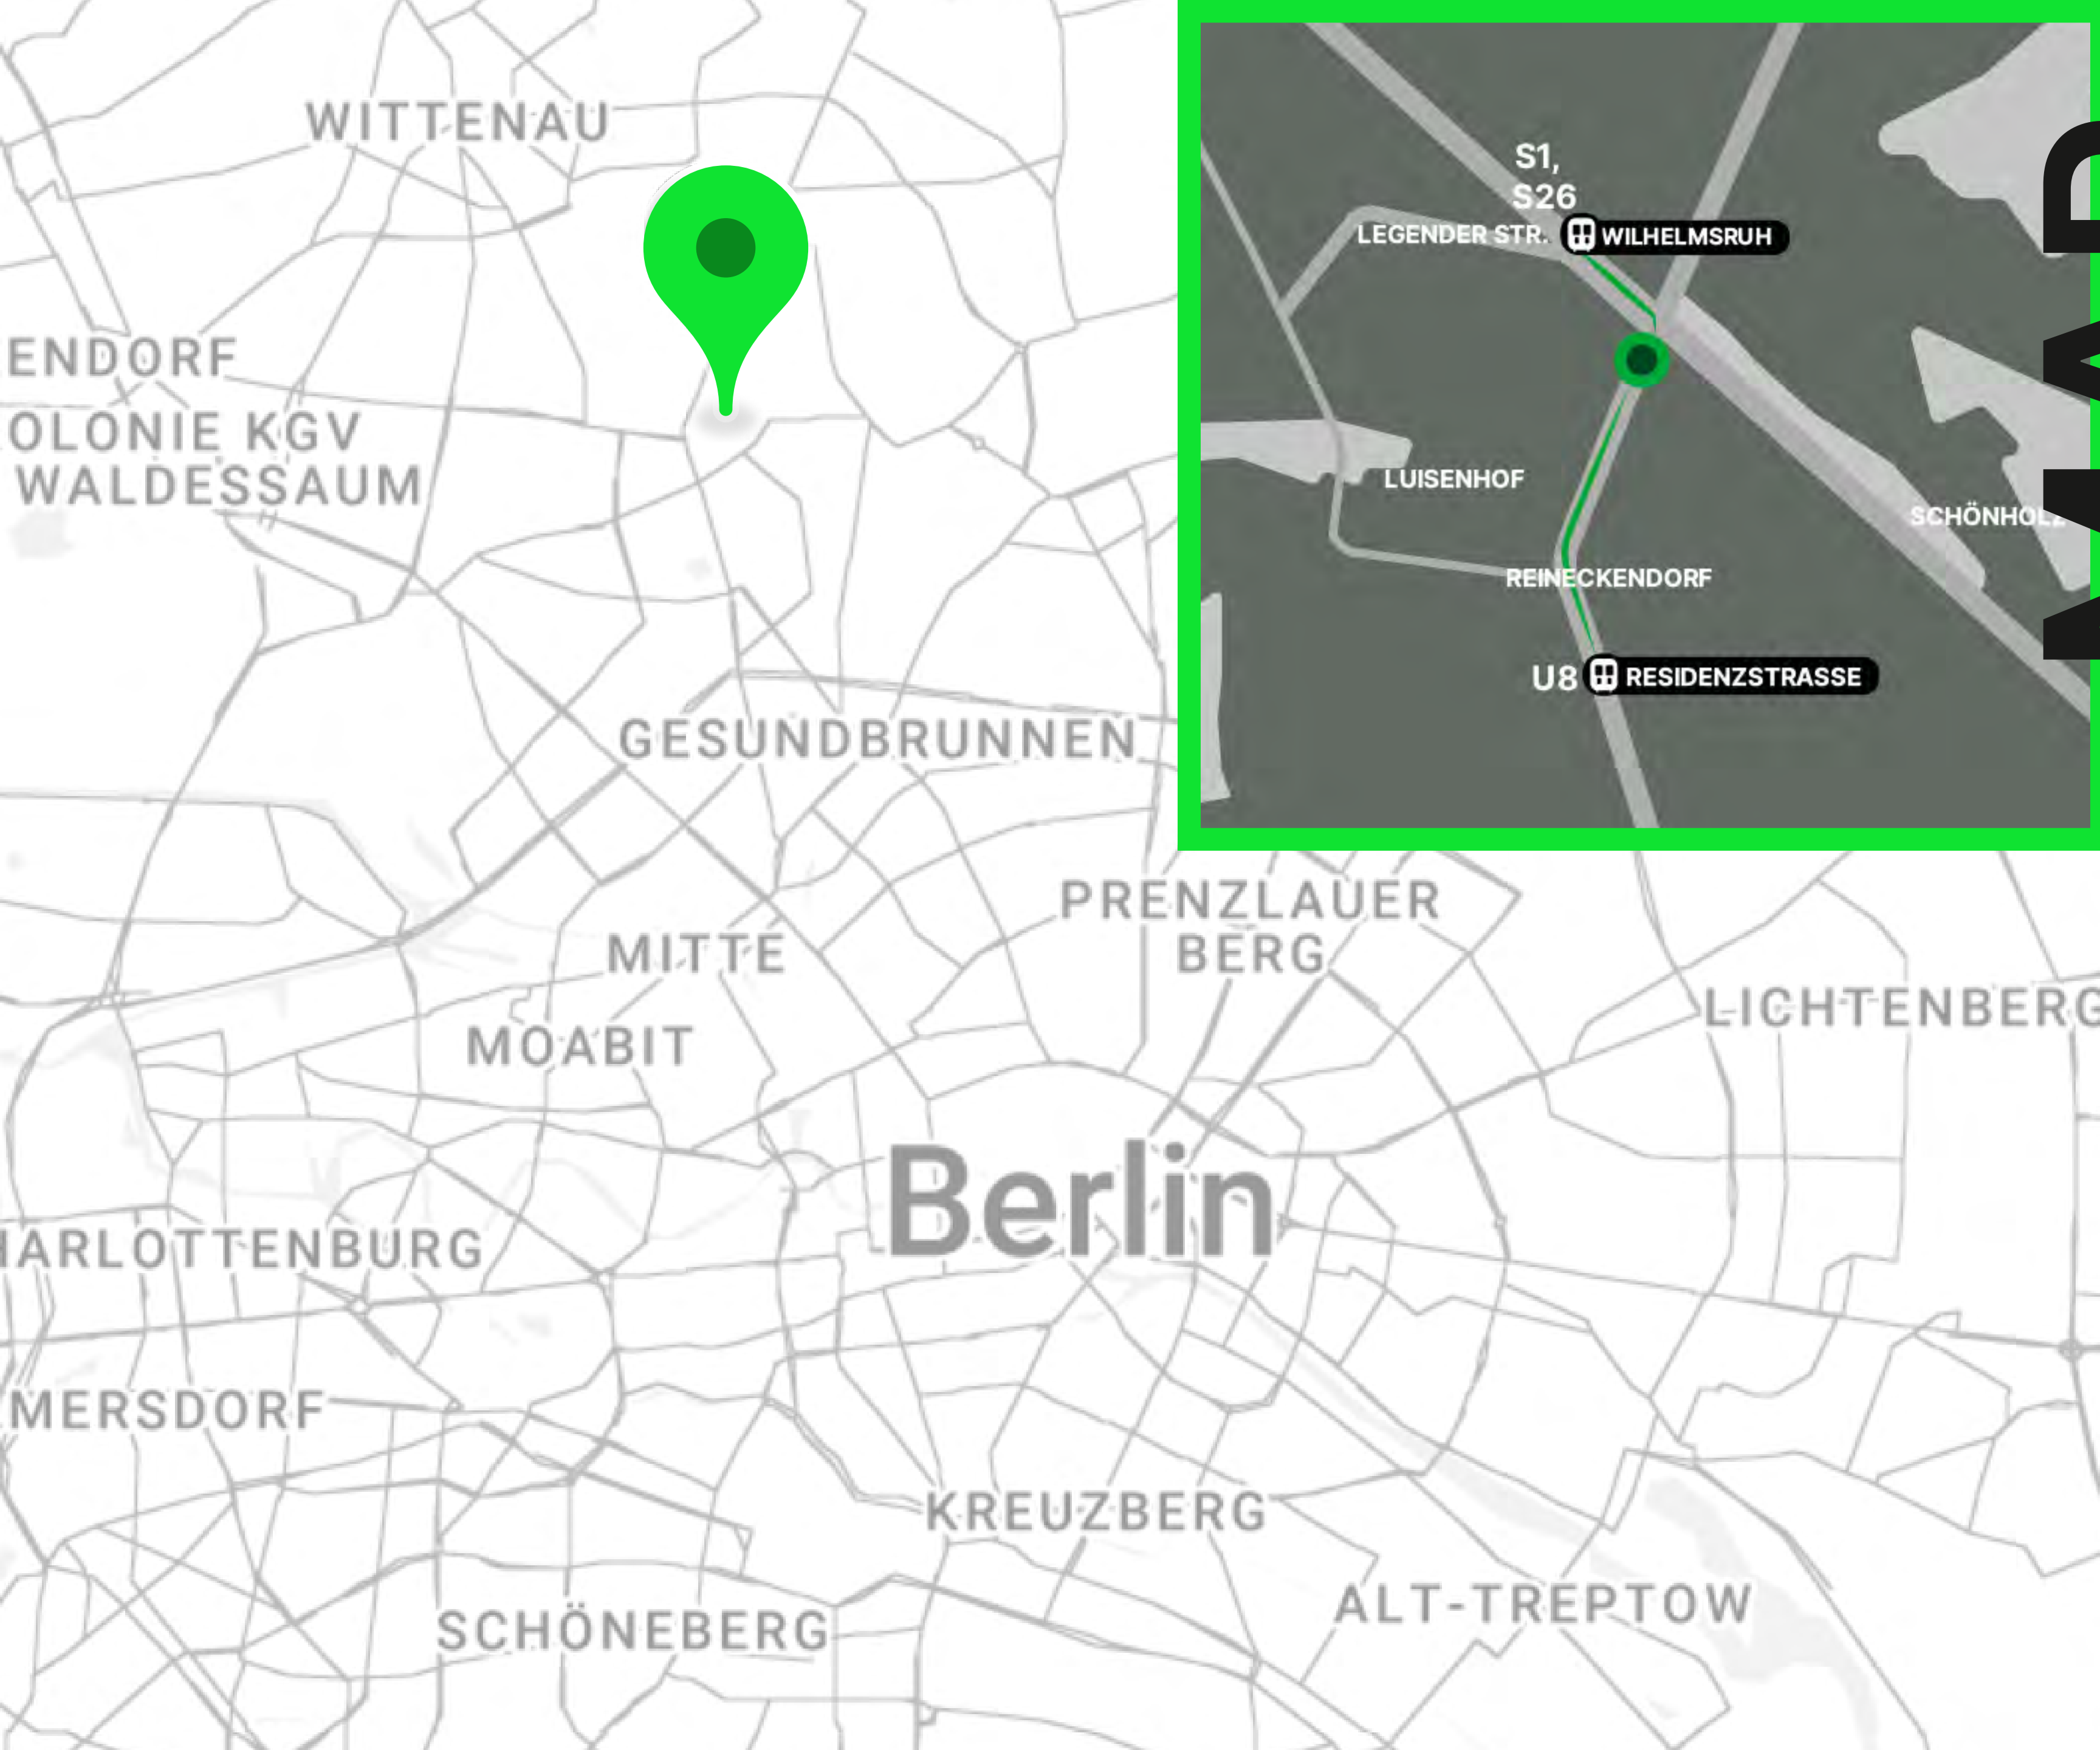 WITTENAU
ENDORF
OLONIE KGV
WALDESSAUM
GESUNDBRUNNEN
PRENZLAUER
BERG
MITTE
LICHTENBERG
MOABIT
Berlin
HARLOTTENBURG
MERSDORF
KREUZBERG
ALT-TREPTOW
SCHÖNEBERG
S1,
S26
LEGENDER STR.
WILHELMSRUH
LUISENHOF
SCHÖNHOLZ
REINECKENDORF
U8 RESIDENZSTRASSE